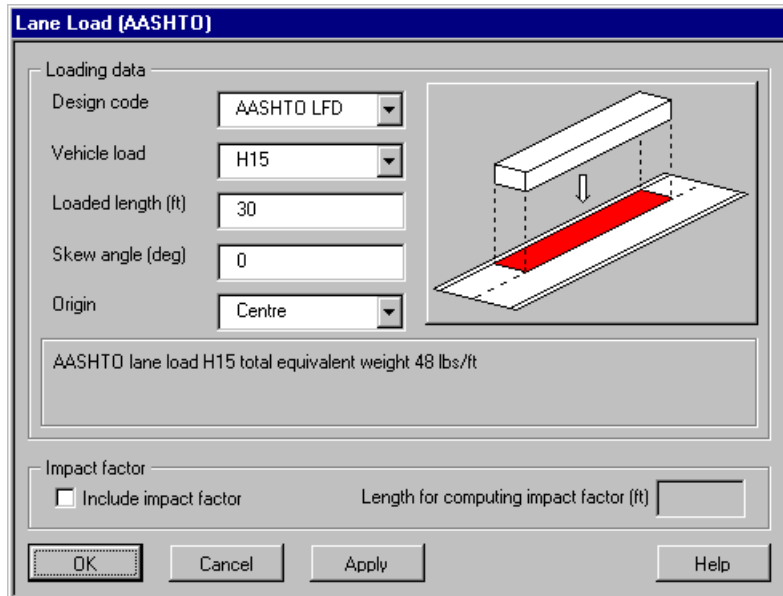 Lane Load (AASHTO)
Loading data
Design code AASHTO LFD
Vehicle load H15
Loaded length (ft) 30
Skew angle (deg) 0
Origin Centre
AASHTO lane load H15 total equivalent weight 48 lbs/ft
Impact factor
Include impact factor Length for computing impact factor (ft)
OK Cancel Apply Help